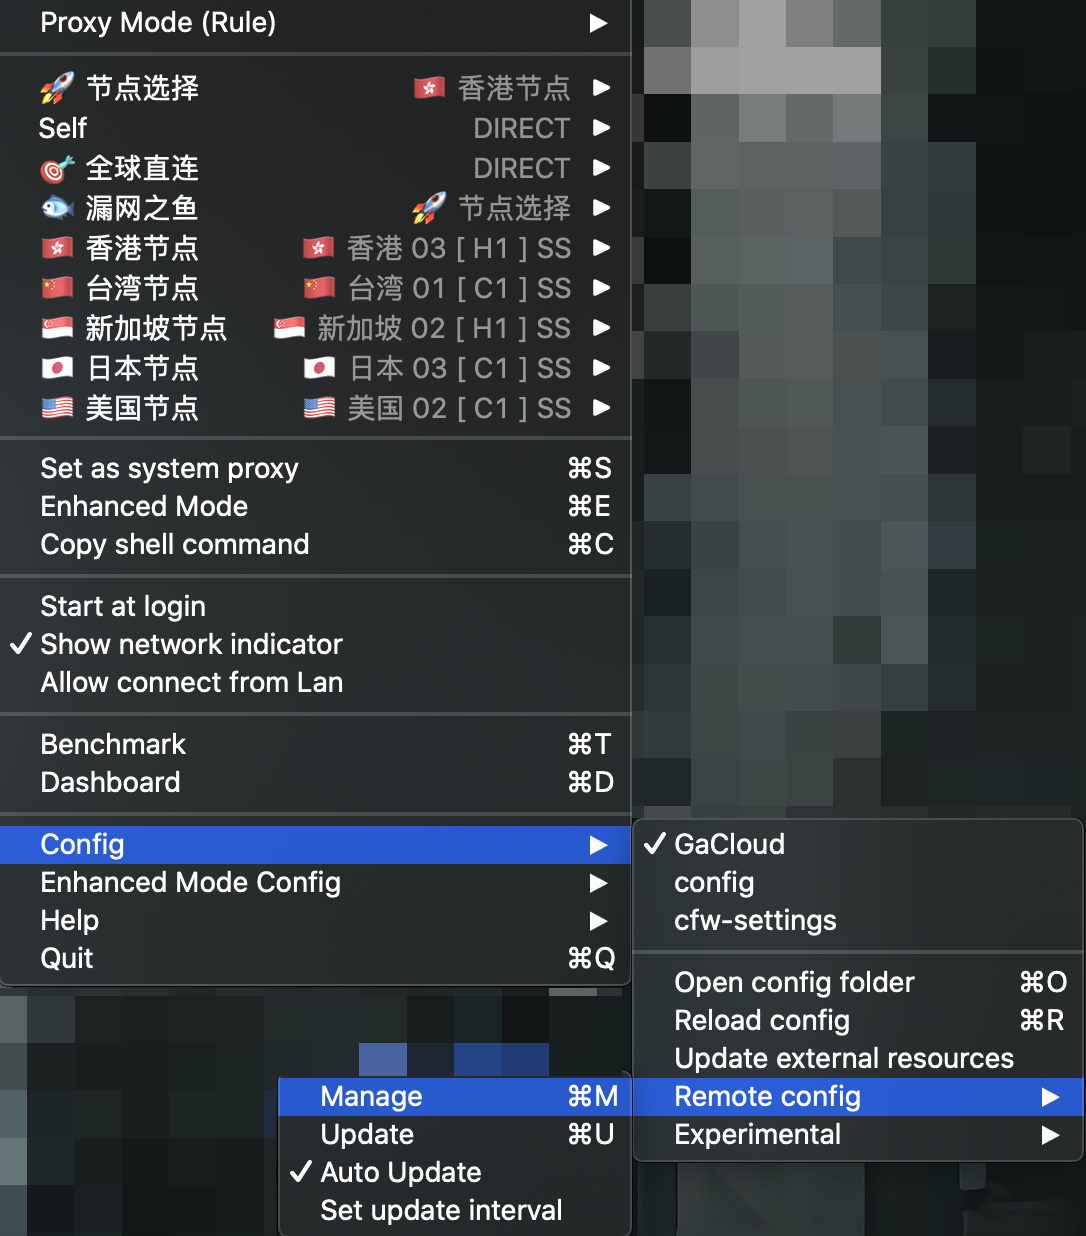 Proxy Mode (Rule)
🚀 节点选择 🇭🇰 香港节点
Self DIRECT
🎯 全球直连 DIRECT
🐟 漏网之鱼 🚀 节点选择
🇭🇰 香港节点 🇭🇰 香港 03 [ H1 ] SS
🇨🇳 台湾节点 🇨🇳 台湾 01 [ C1 ] SS
🇸🇬 新加坡节点 🇸🇬 新加坡 02 [ H1 ] SS
🇯🇵 日本节点 🇯🇵 日本 03 [ C1 ] SS
🇺🇸 美国节点 🇺🇸 美国 02 [ C1 ] SS
Set as system proxy ⌘S
Enhanced Mode ⌘E
Copy shell command ⌘C
Start at login
✓ Show network indicator
Allow connect from Lan
Benchmark ⌘T
Dashboard ⌘D
Config
Enhanced Mode Config
Help
Quit ⌘Q
✓ GaCloud
config
cfw-settings
Open config folder ⌘O
Reload config ⌘R
Update external resources
Remote config
Experimental
Manage ⌘M
Update ⌘U
✓ Auto Update
Set update interval